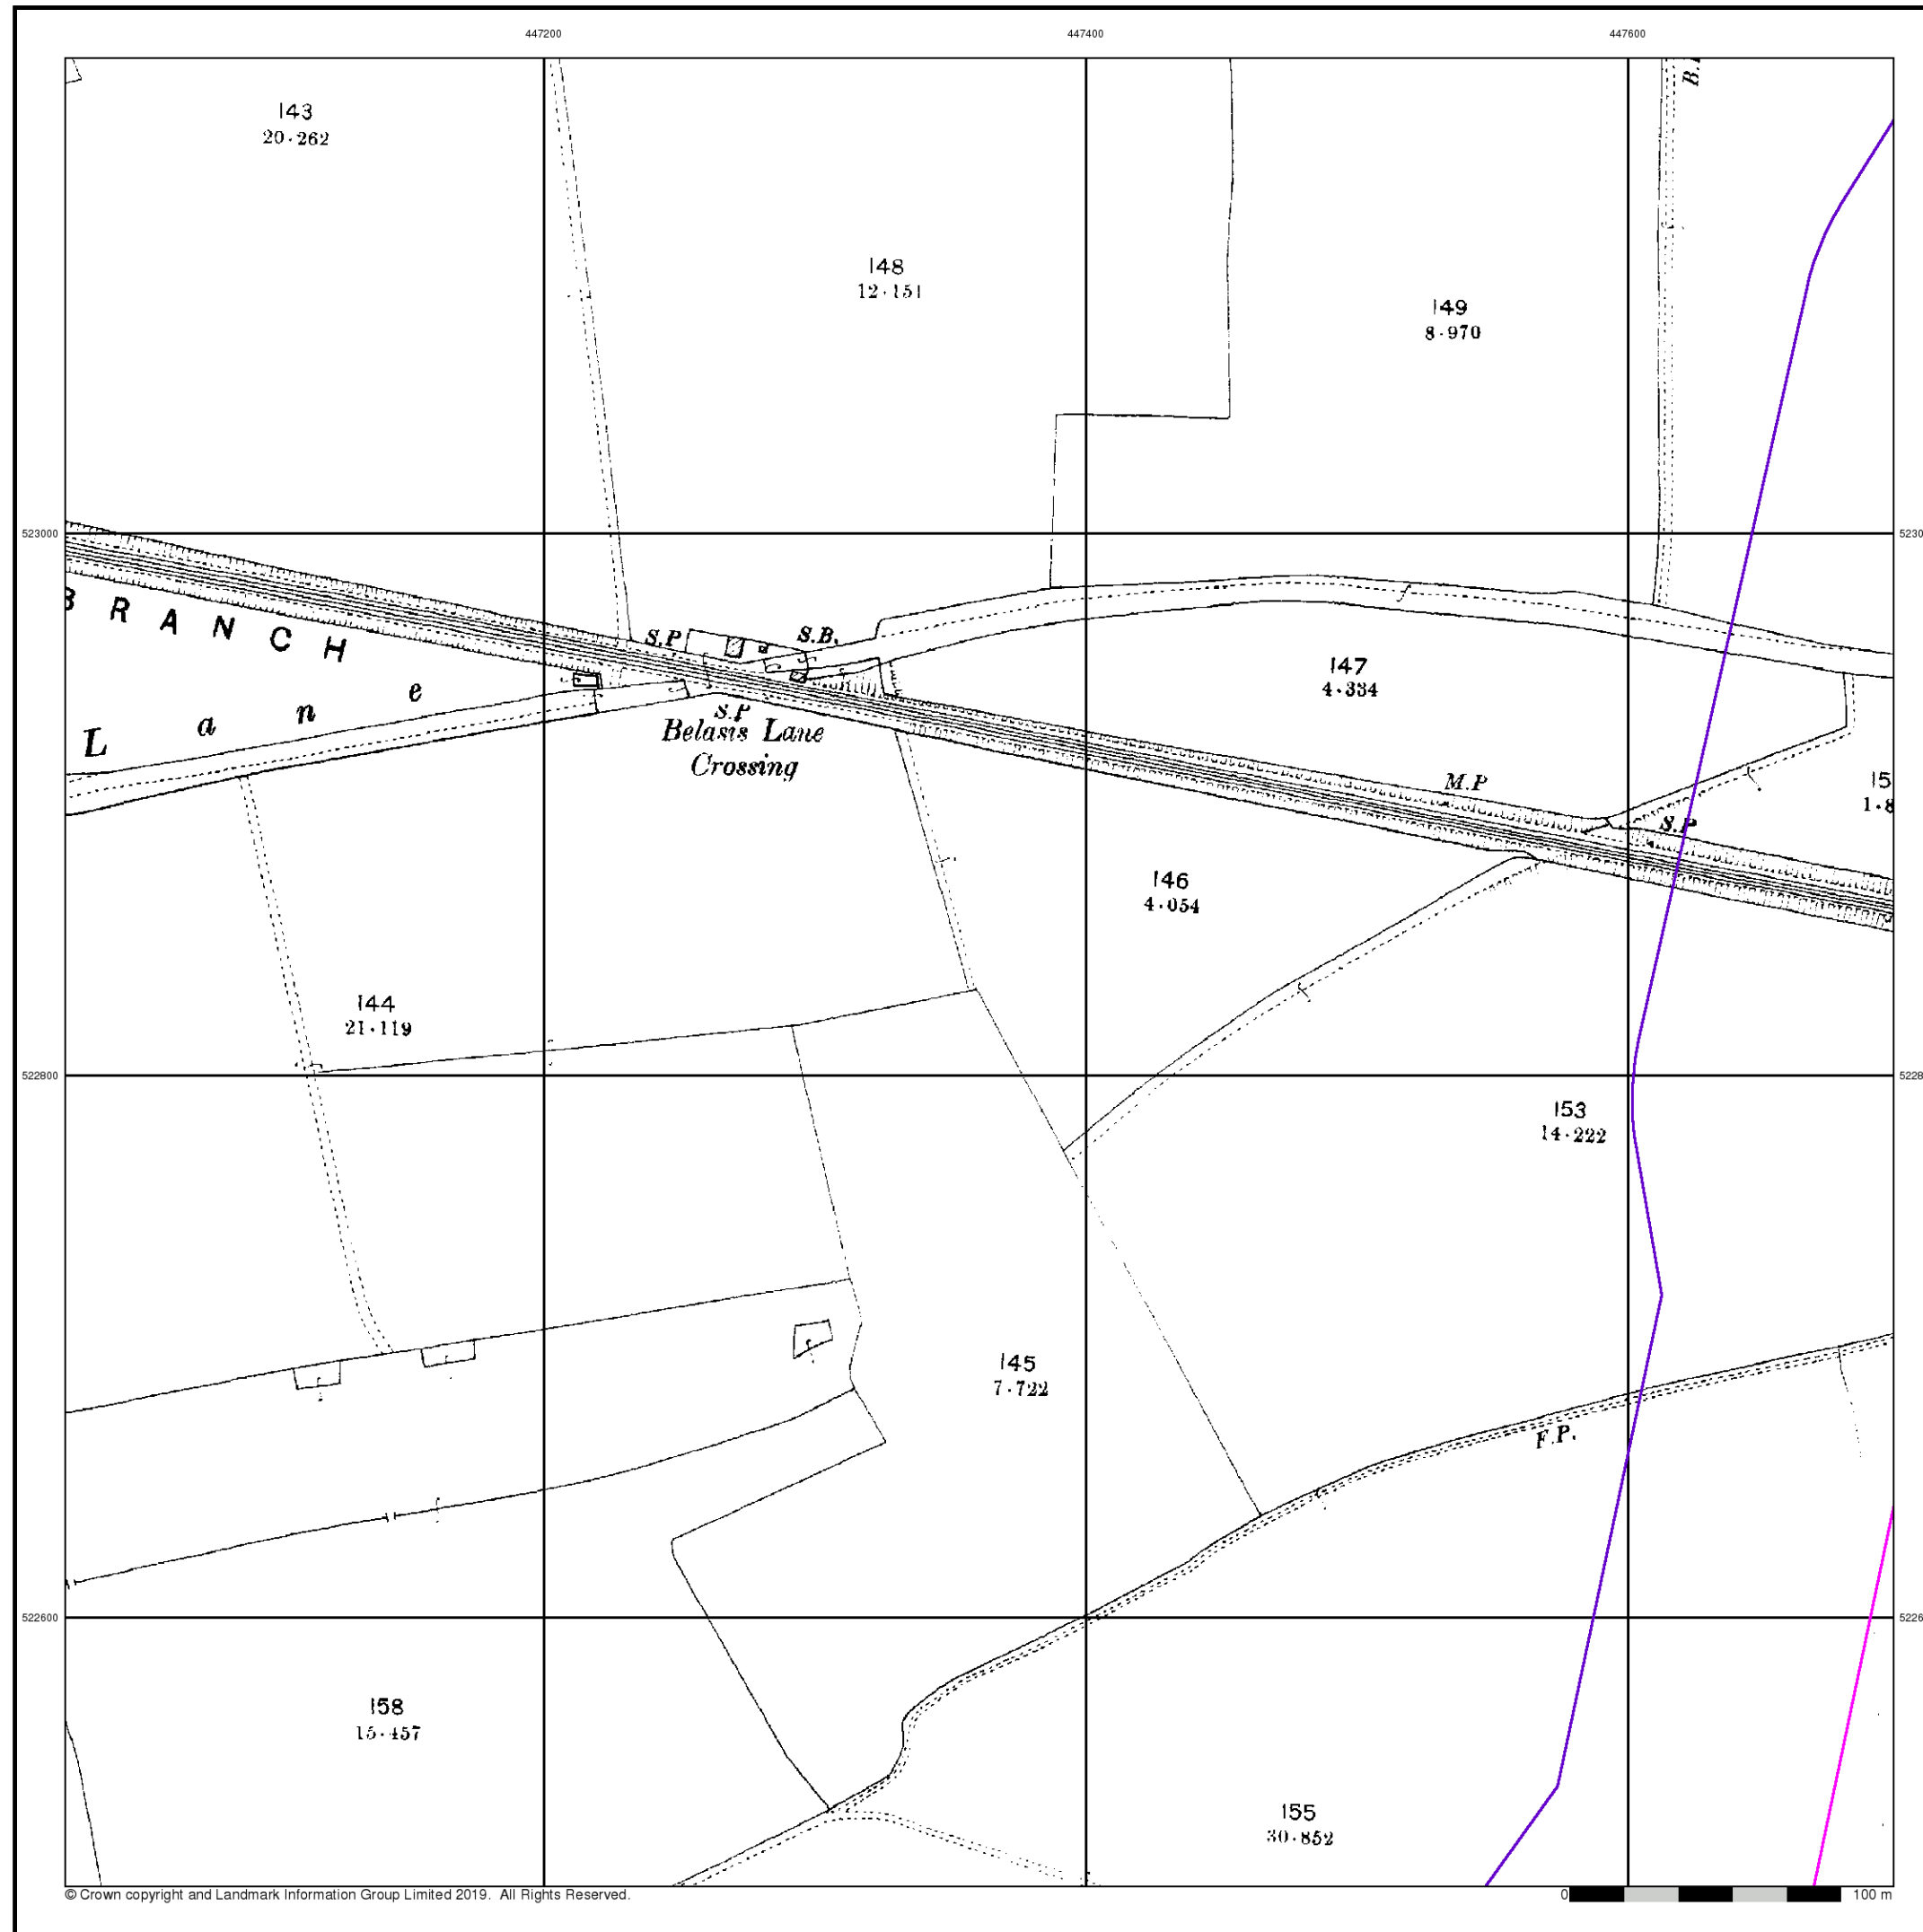 447200
447400
447600
143
20·262
148
12·151
149
8·970
523000
BRANCH
S.P
S.B.
147
4·334
Lane
S.P
Belasis Lane
Crossing
M.P
S.P
146
4·054
144
21·119
522800
153
14·222
145
7·722
F.P.
522600
158
15·457
155
30·852
© Crown copyright and Landmark Information Group Limited 2019. All Rights Reserved.
0 100 m